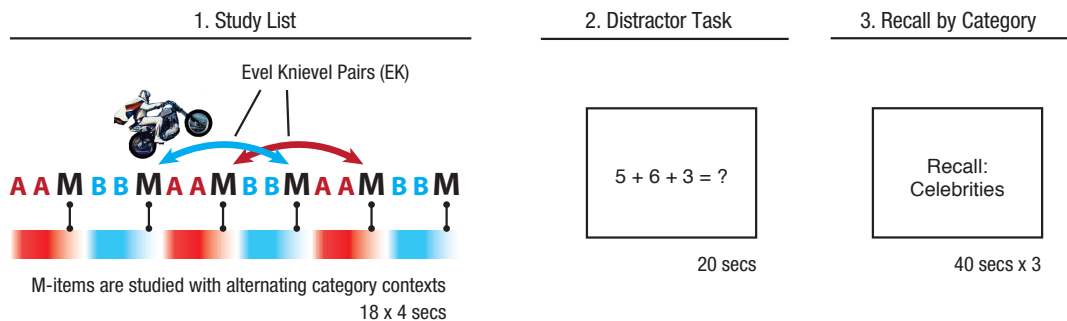 1. Study List
2. Distractor Task
3. Recall by Category
Evel Knievel Pairs (EK)
A A M B B M A A M B B M A A M B B M
5 + 6 + 3 = ?
Recall:
Celebrities
20 secs
40 secs x 3
M-items are studied with alternating category contexts
18 x 4 secs